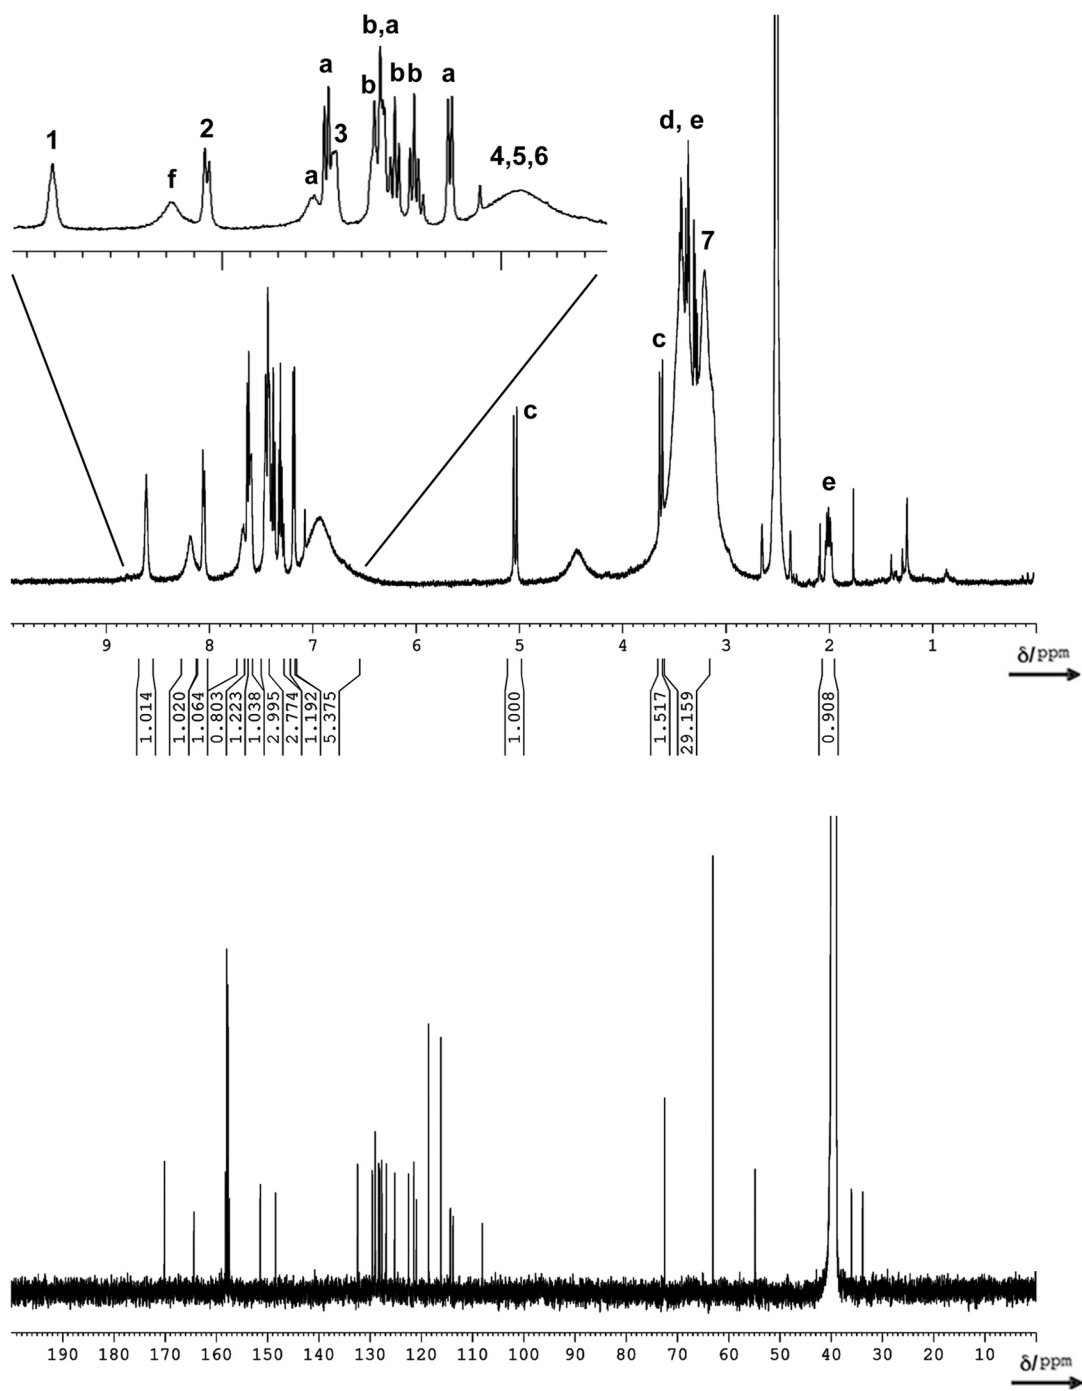 b,a
a
b
b b
a
1
2
3
f
a
4,5,6
d, e
7
c
c
e
9 8 7 6 5 4 3 2 1
δ/ppm
1.014
1.020
1.064
0.803
1.223
1.038
2.995
2.774
1.192
5.375
1.000
1.517
29.159
0.908
190 180 170 160 150 140 130 120 110 100 90 80 70 60 50 40 30 20 10
δ/ppm